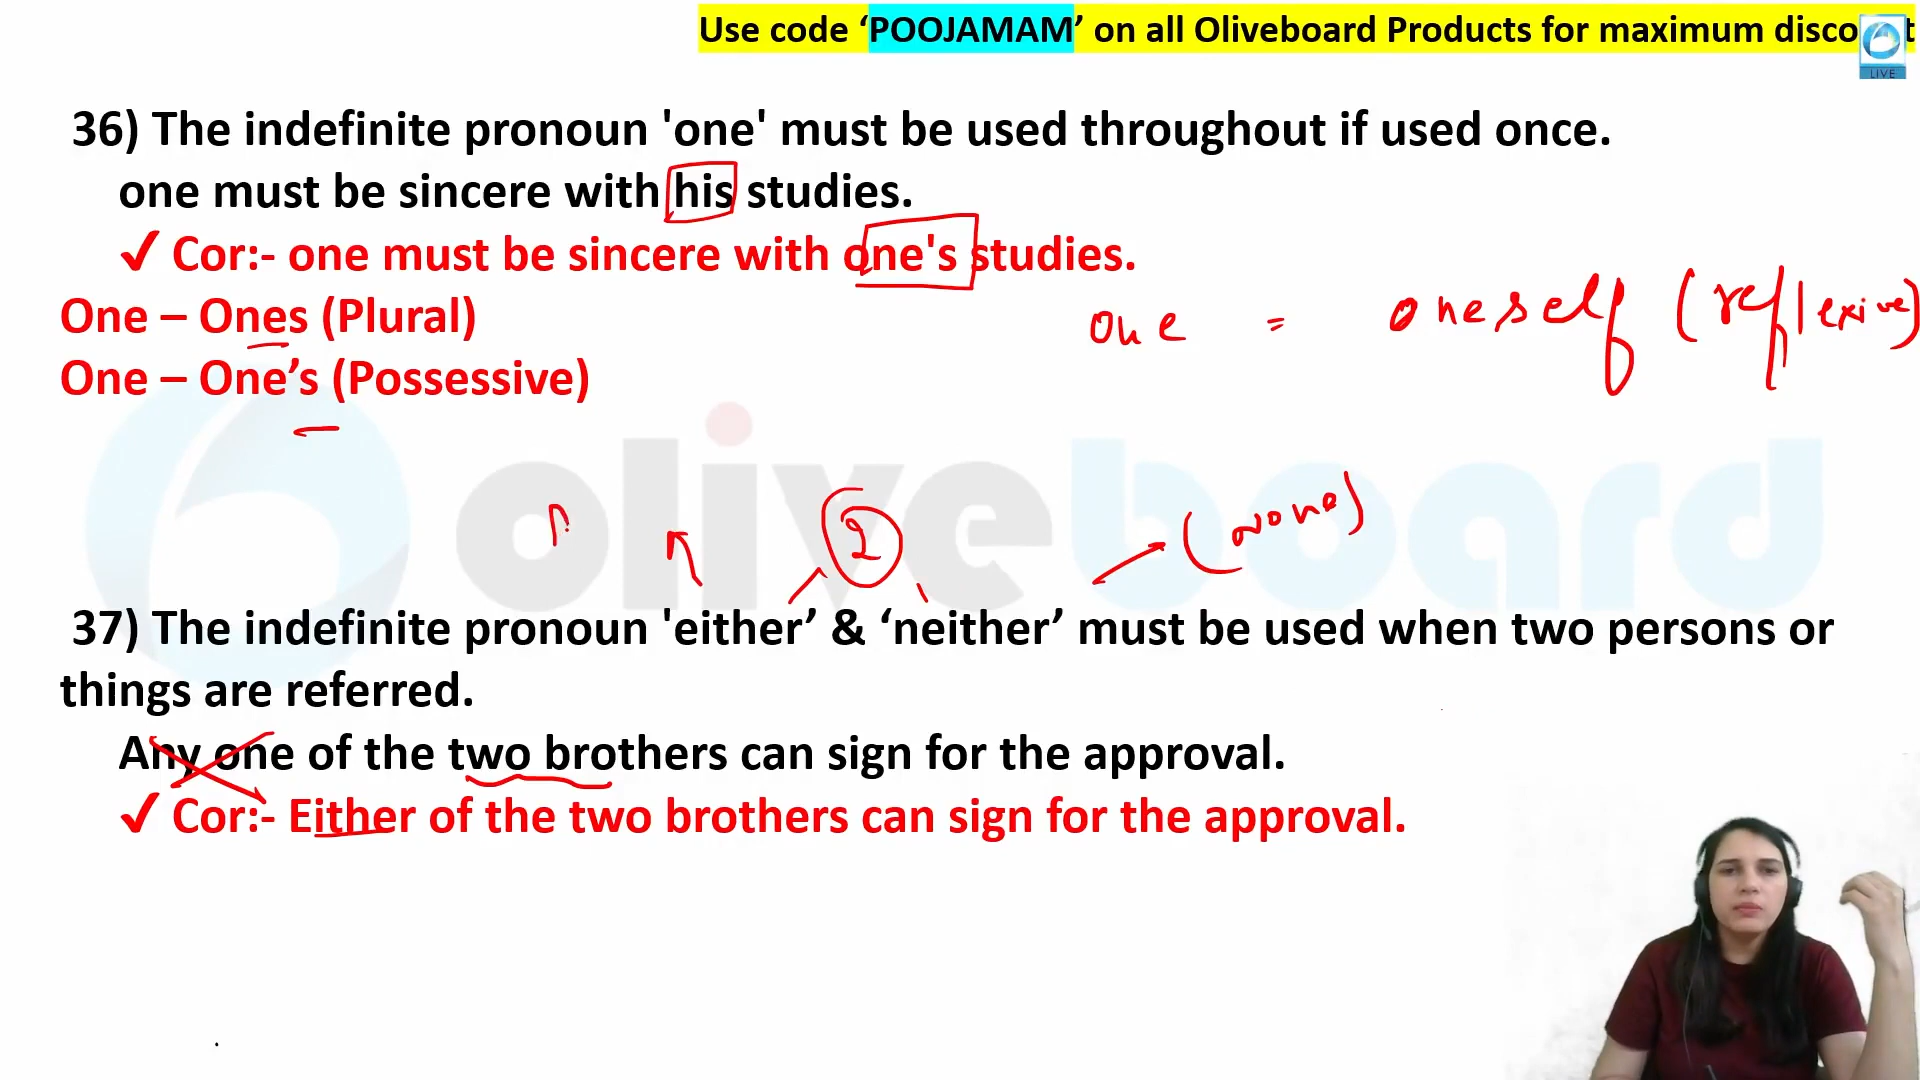 Use code ‘POOJAMAM’ on all Oliveboard Products for maximum
LIVE
36) The indefinite pronoun 'one' must be used throughout if used once.
one must be sincere with his studies.
✓ Cor:- one must be sincere with one's studies.
One – Ones (Plural)
one = oneself (reflexive)
One – One’s (Possessive)
oliveboard
2 (None)
37) The indefinite pronoun 'either’ & ‘neither’ must be used when two persons or
things are referred.
Any one of the two brothers can sign for the approval.
✓ Cor:- Either of the two brothers can sign for the approval.